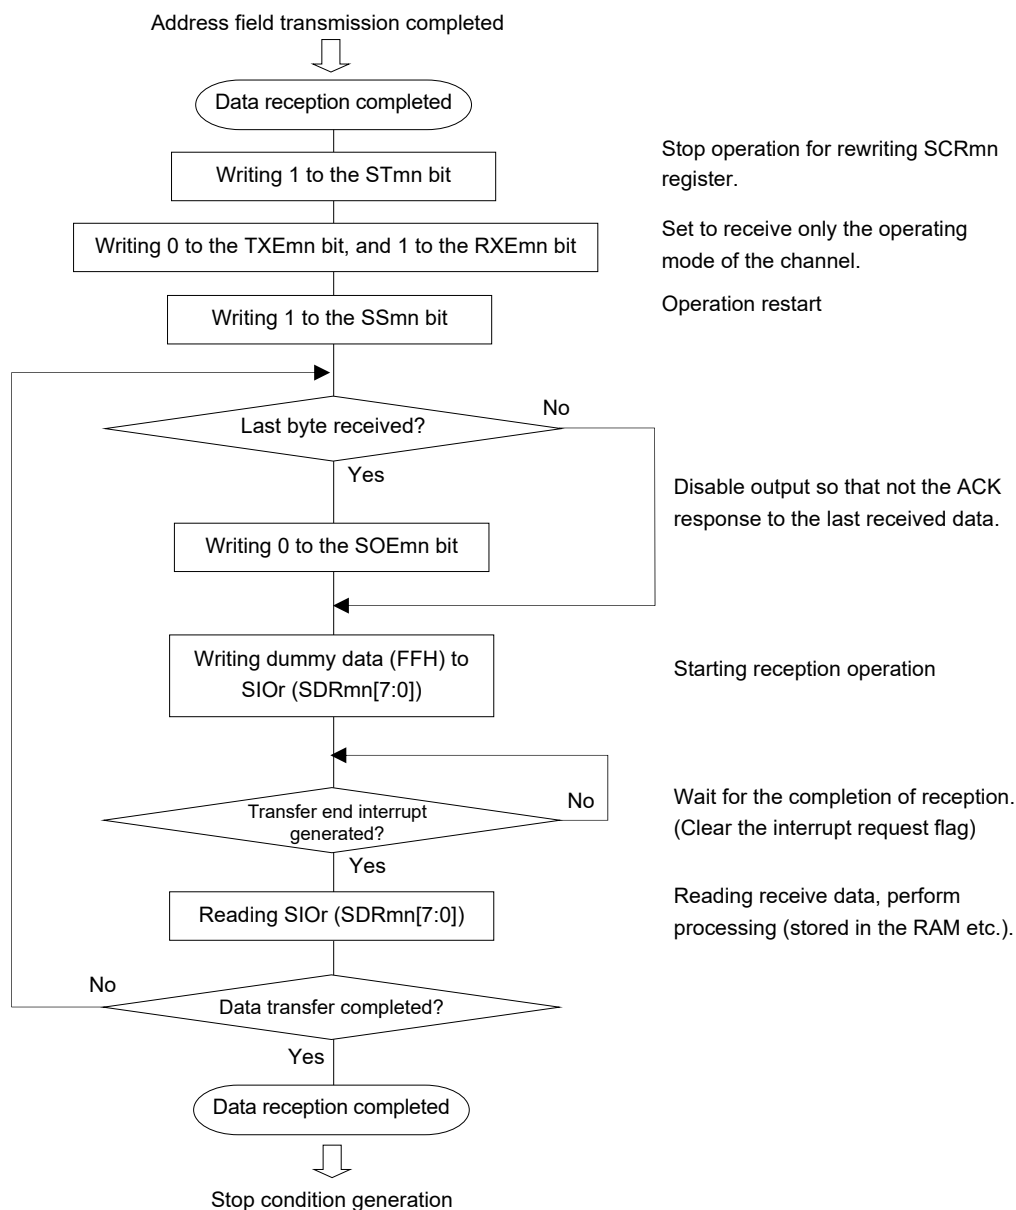 Address field transmission completed
Data reception completed
Writing 1 to the STmn bit
Stop operation for rewriting SCRmn
register.
Writing 0 to the TXEmn bit, and 1 to the RXEmn bit
Set to receive only the operating
mode of the channel.
Writing 1 to the SSmn bit
Operation restart
Last byte received?
No
Yes
Disable output so that not the ACK
response to the last received data.
Writing 0 to the SOEmn bit
Writing dummy data (FFH) to
SIOr (SDRmn[7:0])
Starting reception operation
Transfer end interrupt
generated?
No
Wait for the completion of reception.
(Clear the interrupt request flag)
Yes
Reading SIOr (SDRmn[7:0])
Reading receive data, perform
processing (stored in the RAM etc.).
No
Data transfer completed?
Yes
Data reception completed
Stop condition generation